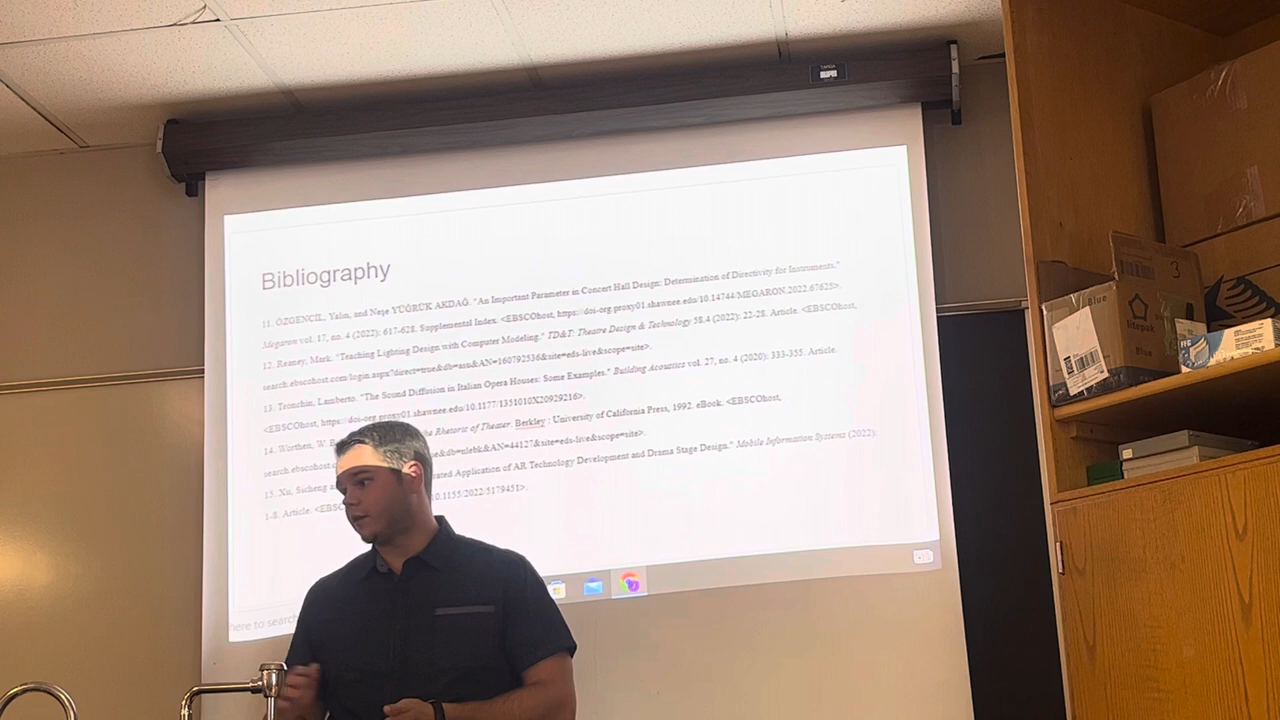 Bibliography
11. ÖZGENCİL, Yalın, and Neşe YÜĞRÜK AKDAĞ. "An Important Parameter in Concert Hall Design: Determination of Directivity for Instruments."
Megaron vol. 17, no. 4 (2022): 617-628. Supplemental Index. <EBSCOhost, https://doi-org.proxy01.shawnee.edu/10.14744/MEGARON.2022.67625>.
12. Reaney, Mark. "Teaching Lighting Design with Computer Modeling." TD&T: Theatre Design & Technology 58.4 (2022): 22-28. Article. <EBSCOhost,
search.ebscohost.com/login.aspx?direct=true&db=asu&AN=160792536&site=eds-live&scope=site>.
13. Tronchin, Lamberto. "The Sound Diffusion in Italian Opera Houses: Some Examples." Building Acoustics vol. 27, no. 4 (2020): 333-355. Article.
<EBSCOhost, https://doi-org.proxy01.shawnee.edu/10.1177/1351010X20929216>.
14. Worthen, W. B. the Rhetoric of Theater. Berkley : University of California Press, 1992. eBook. <EBSCOhost,
search.ebscohost. &db=nlebk&AN=44127&site=eds-live&scope=site>.
15. Xu, Sicheng Application of AR Technology Development and Drama Stage Design." Mobile Information Systems (2022):
1-8. Article. <EBSC 10.1155/2022/5179451>.
here to search
3
Blue
litepak
Blue